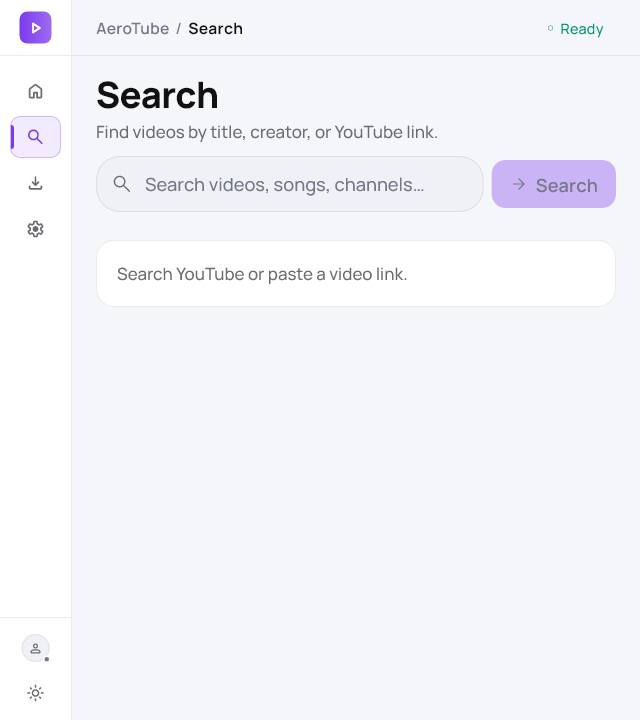 AeroTube / Search
Ready
Search
Find videos by title, creator, or YouTube link.
Search videos, songs, channels…
Search
Search YouTube or paste a video link.